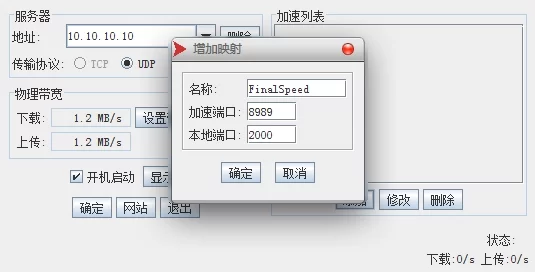 服务器
地址: 10.10.10.10 删除
传输协议: TCP UDP
物理带宽
下载: 1.2 MB/s 设置
上传: 1.2 MB/s
开机启动 显示
确定 网站 退出
增加映射
名称: FinalSpeed
加速端口: 8989
本地端口: 2000
确定 取消
加速列表
添加 修改 删除
状态:
下载:0/s 上传:0/s